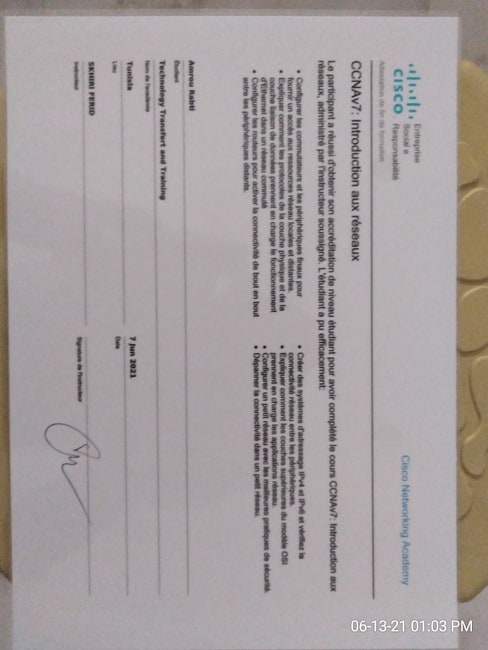 06-13-21 01:03 PM
CISCO
Entreprise
Social e
Responsabilité
Cisco Networking Academy
Attestation de fin de formation
CCNAv7: Introduction aux réseaux
Le participant a réussi d'obtenir son accréditation de niveau étudiant pour avoir complété le cours CCNAv7: Introduction aux
réseaux, administré par l'instructeur soussigné. L'étudiant a pu efficacement:
• Configurer les commutateurs et les périphériques finaux pour
fournir un accès aux ressources réseau locales et distantes.
• Expliquer comment les protocoles de la couche physique et de la
couche liaison de données prennent en charge le fonctionnement
d'Ethernet dans un réseau commuté
• Configurer les routeurs pour activer la connectivité de bout en bout
entre les périphériques distants.
• Créer des systèmes d'adressage IPv4 et IPv6 et vérifiez la
connectivité réseau entre les périphériques.
• Expliquer comment les couches supérieures du modèle OSI
prennent en charge les applications réseau.
• Configurer un petit réseau avec les meilleures pratiques de sécurité.
• Dépanner la connectivité dans un petit réseau.
Amrou Rabti
Étudiant
Technology Transfert and Training
Nom de l'académie
Tunisia
Lieu
7 Jun 2021
Date
SKHIRI FERID
Instructeur
Signature de l'instructeur